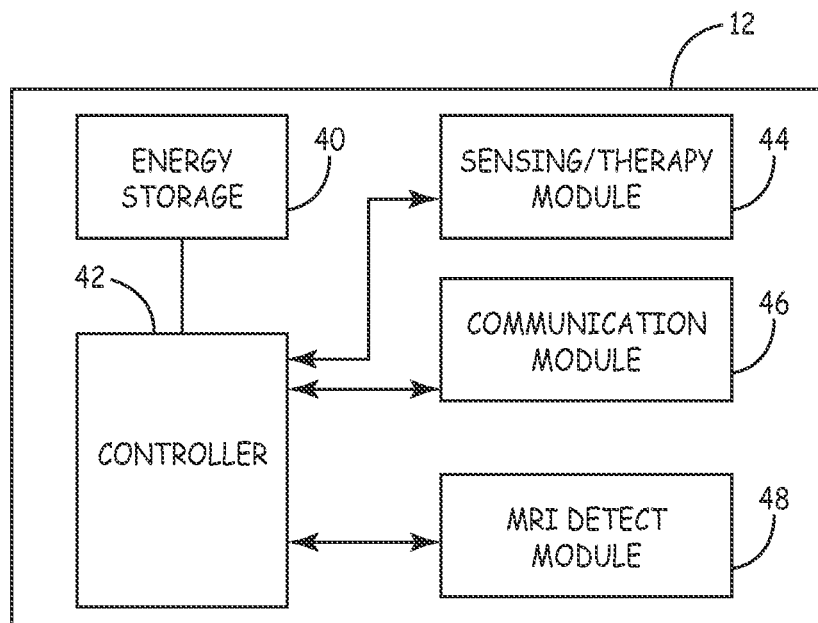 12
ENERGY
STORAGE
40
SENSING/THERAPY
MODULE
44
42
CONTROLLER
COMMUNICATION
MODULE
46
MRI DETECT
MODULE
48